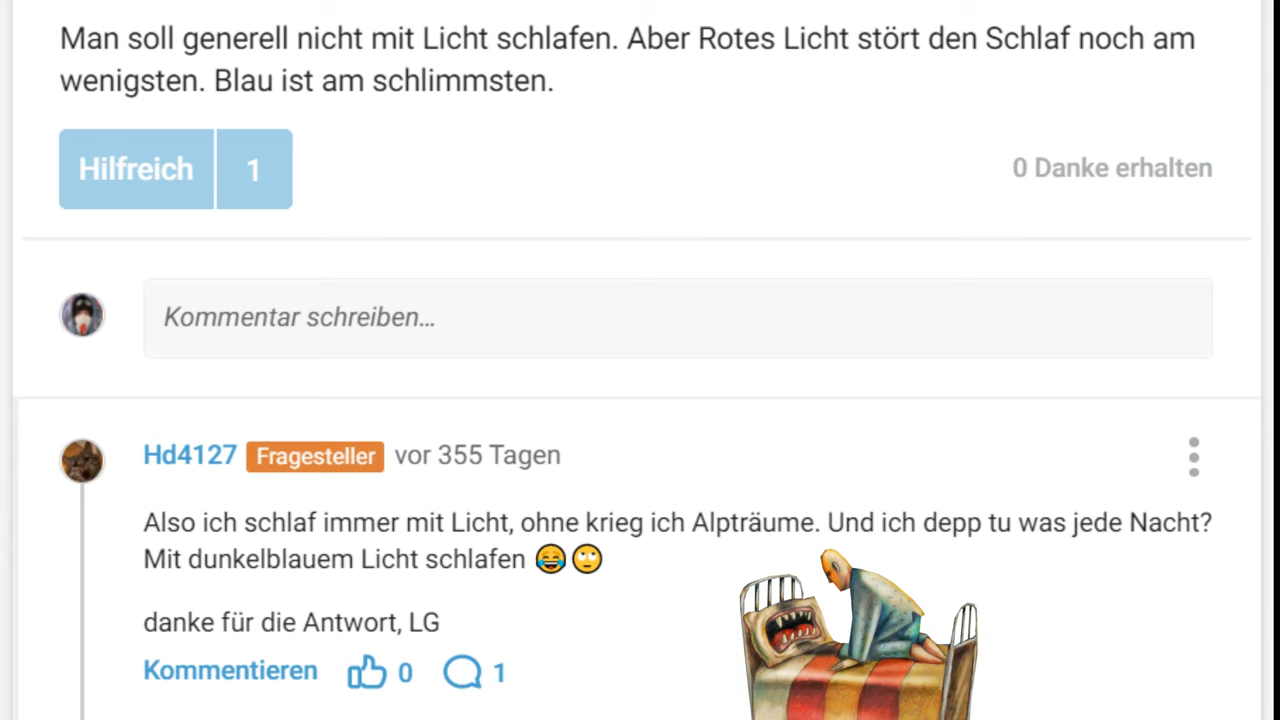 Man soll generell nicht mit Licht schlafen. Aber Rotes Licht stört den Schlaf noch am
wenigsten. Blau ist am schlimmsten.
Hilfreich 1
0 Danke erhalten
Kommentar schreiben...
Hd4127 Fragesteller vor 355 Tagen
Also ich schlaf immer mit Licht, ohne krieg ich Alpträume. Und ich depp tu was jede Nacht?
Mit dunkelblauem Licht schlafen 😂🙄
danke für die Antwort, LG
Kommentieren 0 1